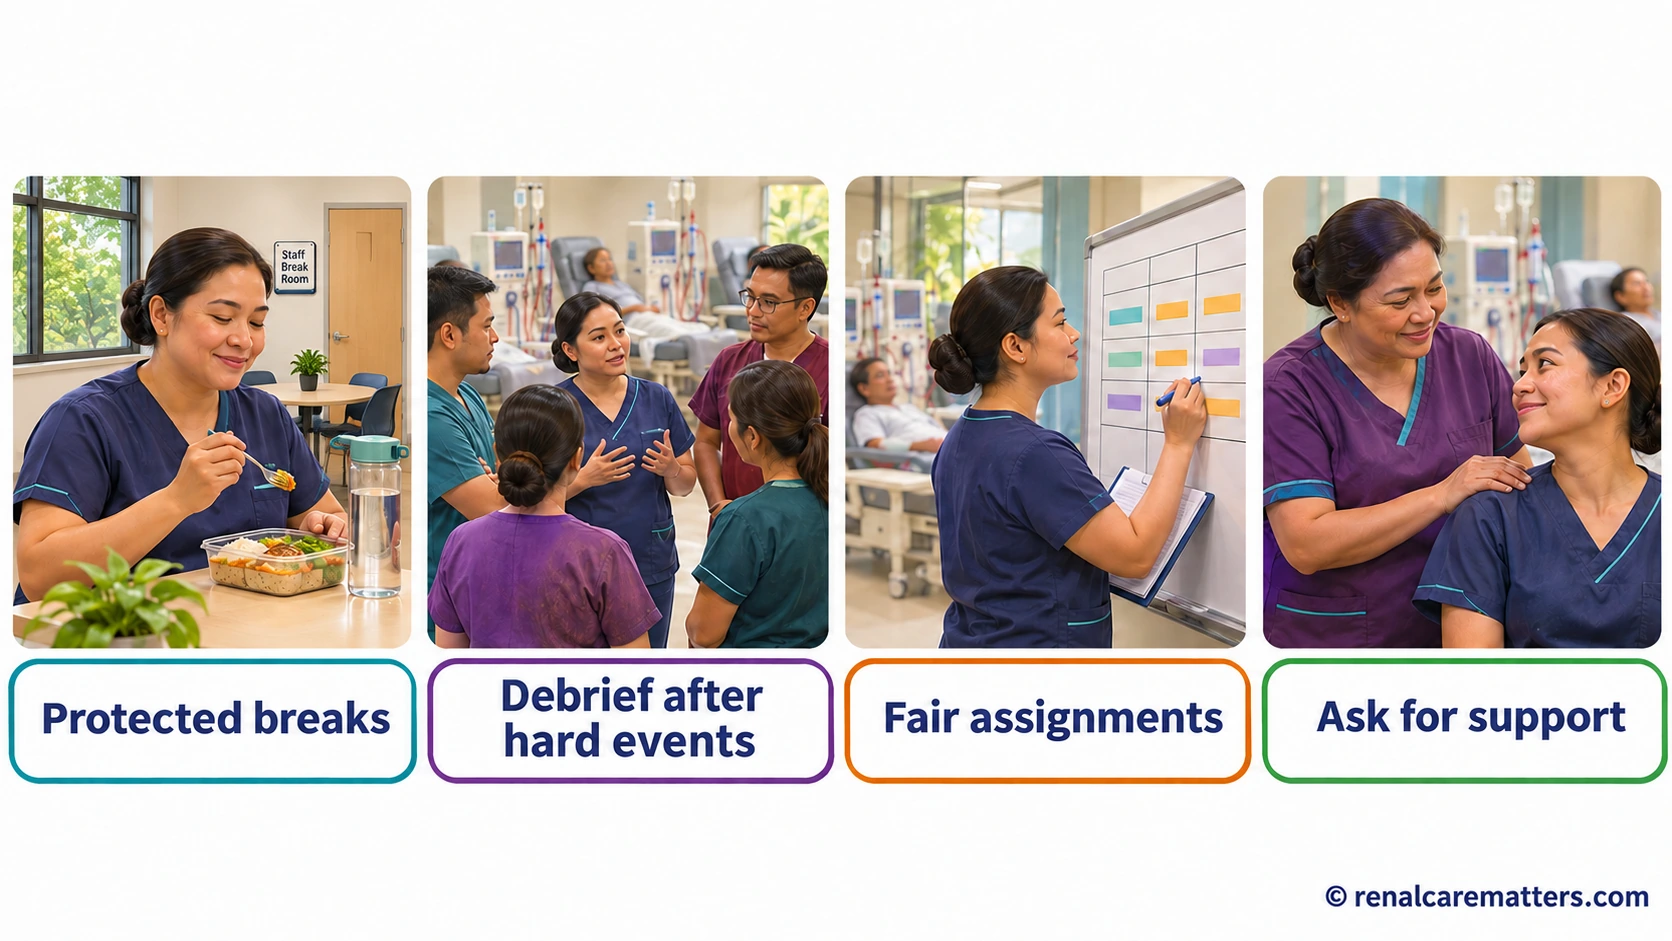 Staff
Break
Room
Protected breaks
Debrief after
hard events
Fair assignments
Ask for support
© renalcarematters.com